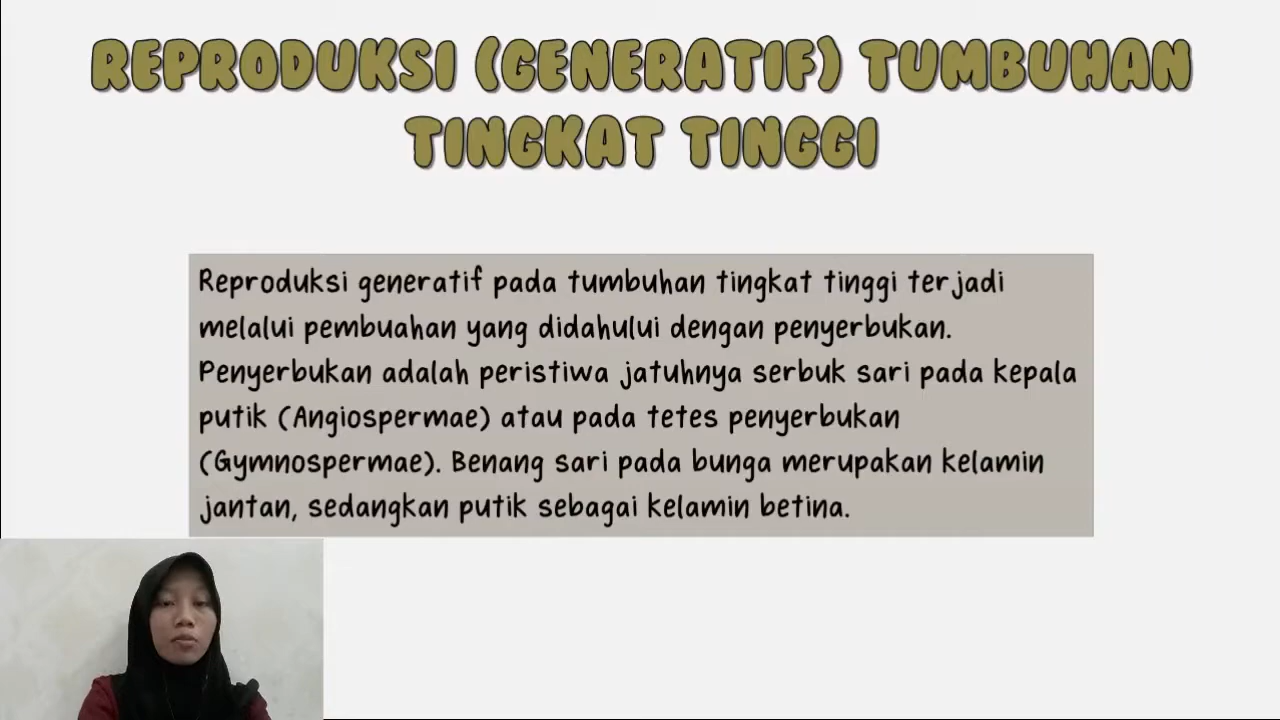 REPRODUKSI (GENERATIF) TUMBUHAN
TINGKAT TINGGI
Reproduksi generatif pada tumbuhan tingkat tinggi terjadi
melalui pembuahan yang didahului dengan penyerbukan.
Penyerbukan adalah peristiwa jatuhnya serbuk sari pada kepala
putik (Angiospermae) atau pada tetes penyerbukan
(Gymnospermae). Benang sari pada bunga merupakan kelamin
jantan, sedangkan putik sebagai kelamin betina.